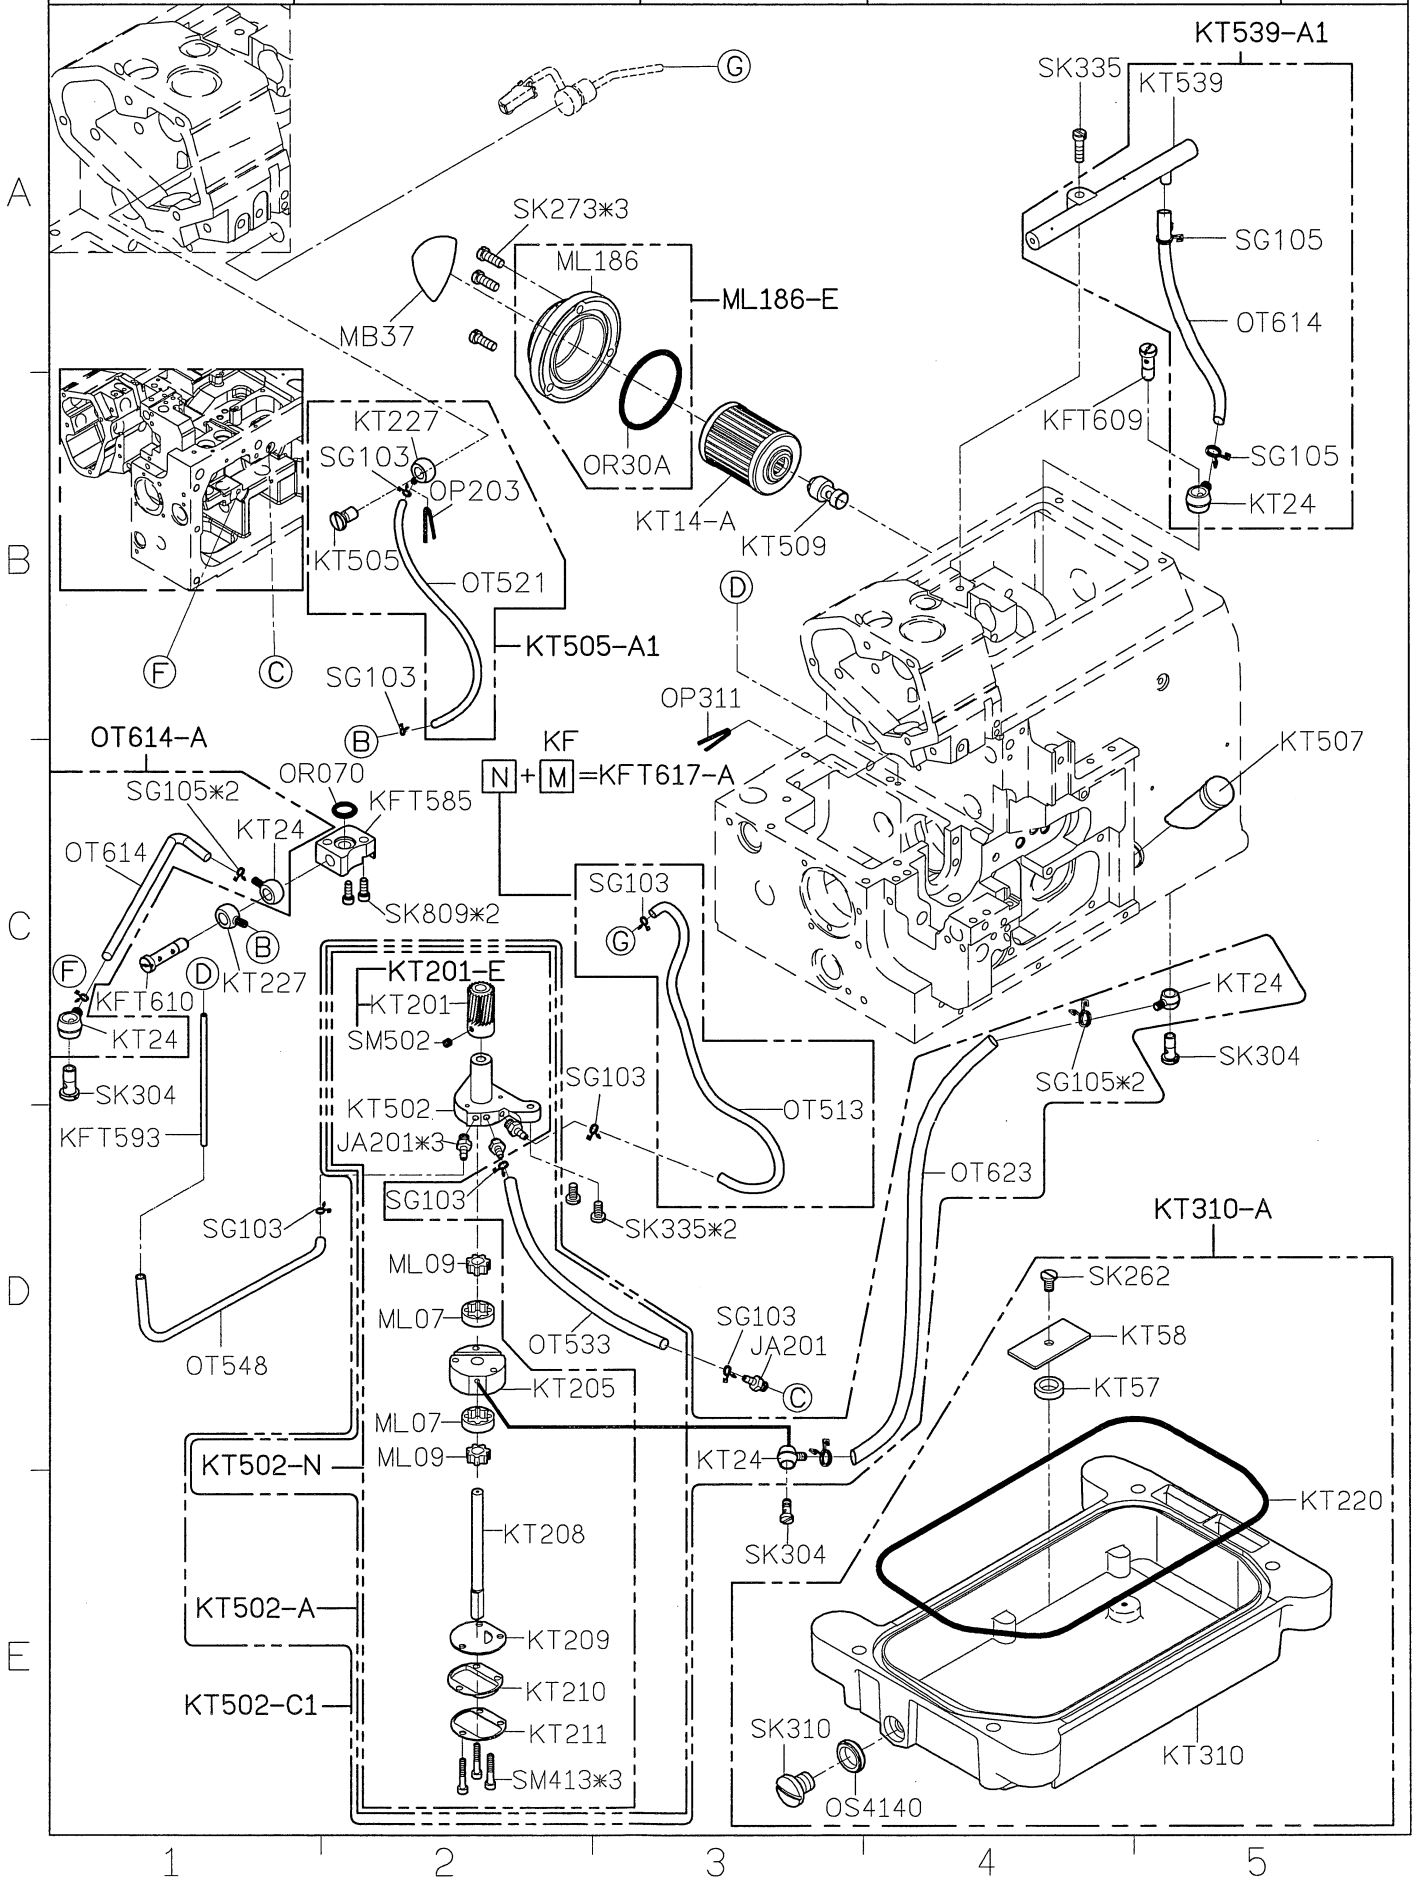 KT539-A1
SK335
KT539
G
A
SK273*3
ML186
SG105
ML186-E
MB37
OT614
KT227
KFT609
SG103
OR30A
SG105
OP203
KT14-A
KT24
KT509
KT505
B
OT521
D
F
C
KT505-A1
SG103
OP311
B
OT614-A
KF
KT507
N + M =KFT617-A
OR070
SG105*2
KFT585
KT24
OT614
SG103
C
SK809*2
G
B
F
D
KT201-E
KFT610
KT227
KT201
KT24
KT24
SM502
SK304
SG103
SG105*2
SK304
KT502
OT513
KFT593
JA201*3
OT623
SG103
KT310-A
SG103
SK335*2
ML09
SK262
D
ML07
SG103
OT533
JA201
KT58
OT548
KT205
C
KT57
ML07
KT24
ML09
KT502-N
KT220
KT208
SK304
KT502-A
KT209
E
KT210
KT502-C1
KT211
SK310
KT310
SM413*3
OS4140
1 2 3 4 5